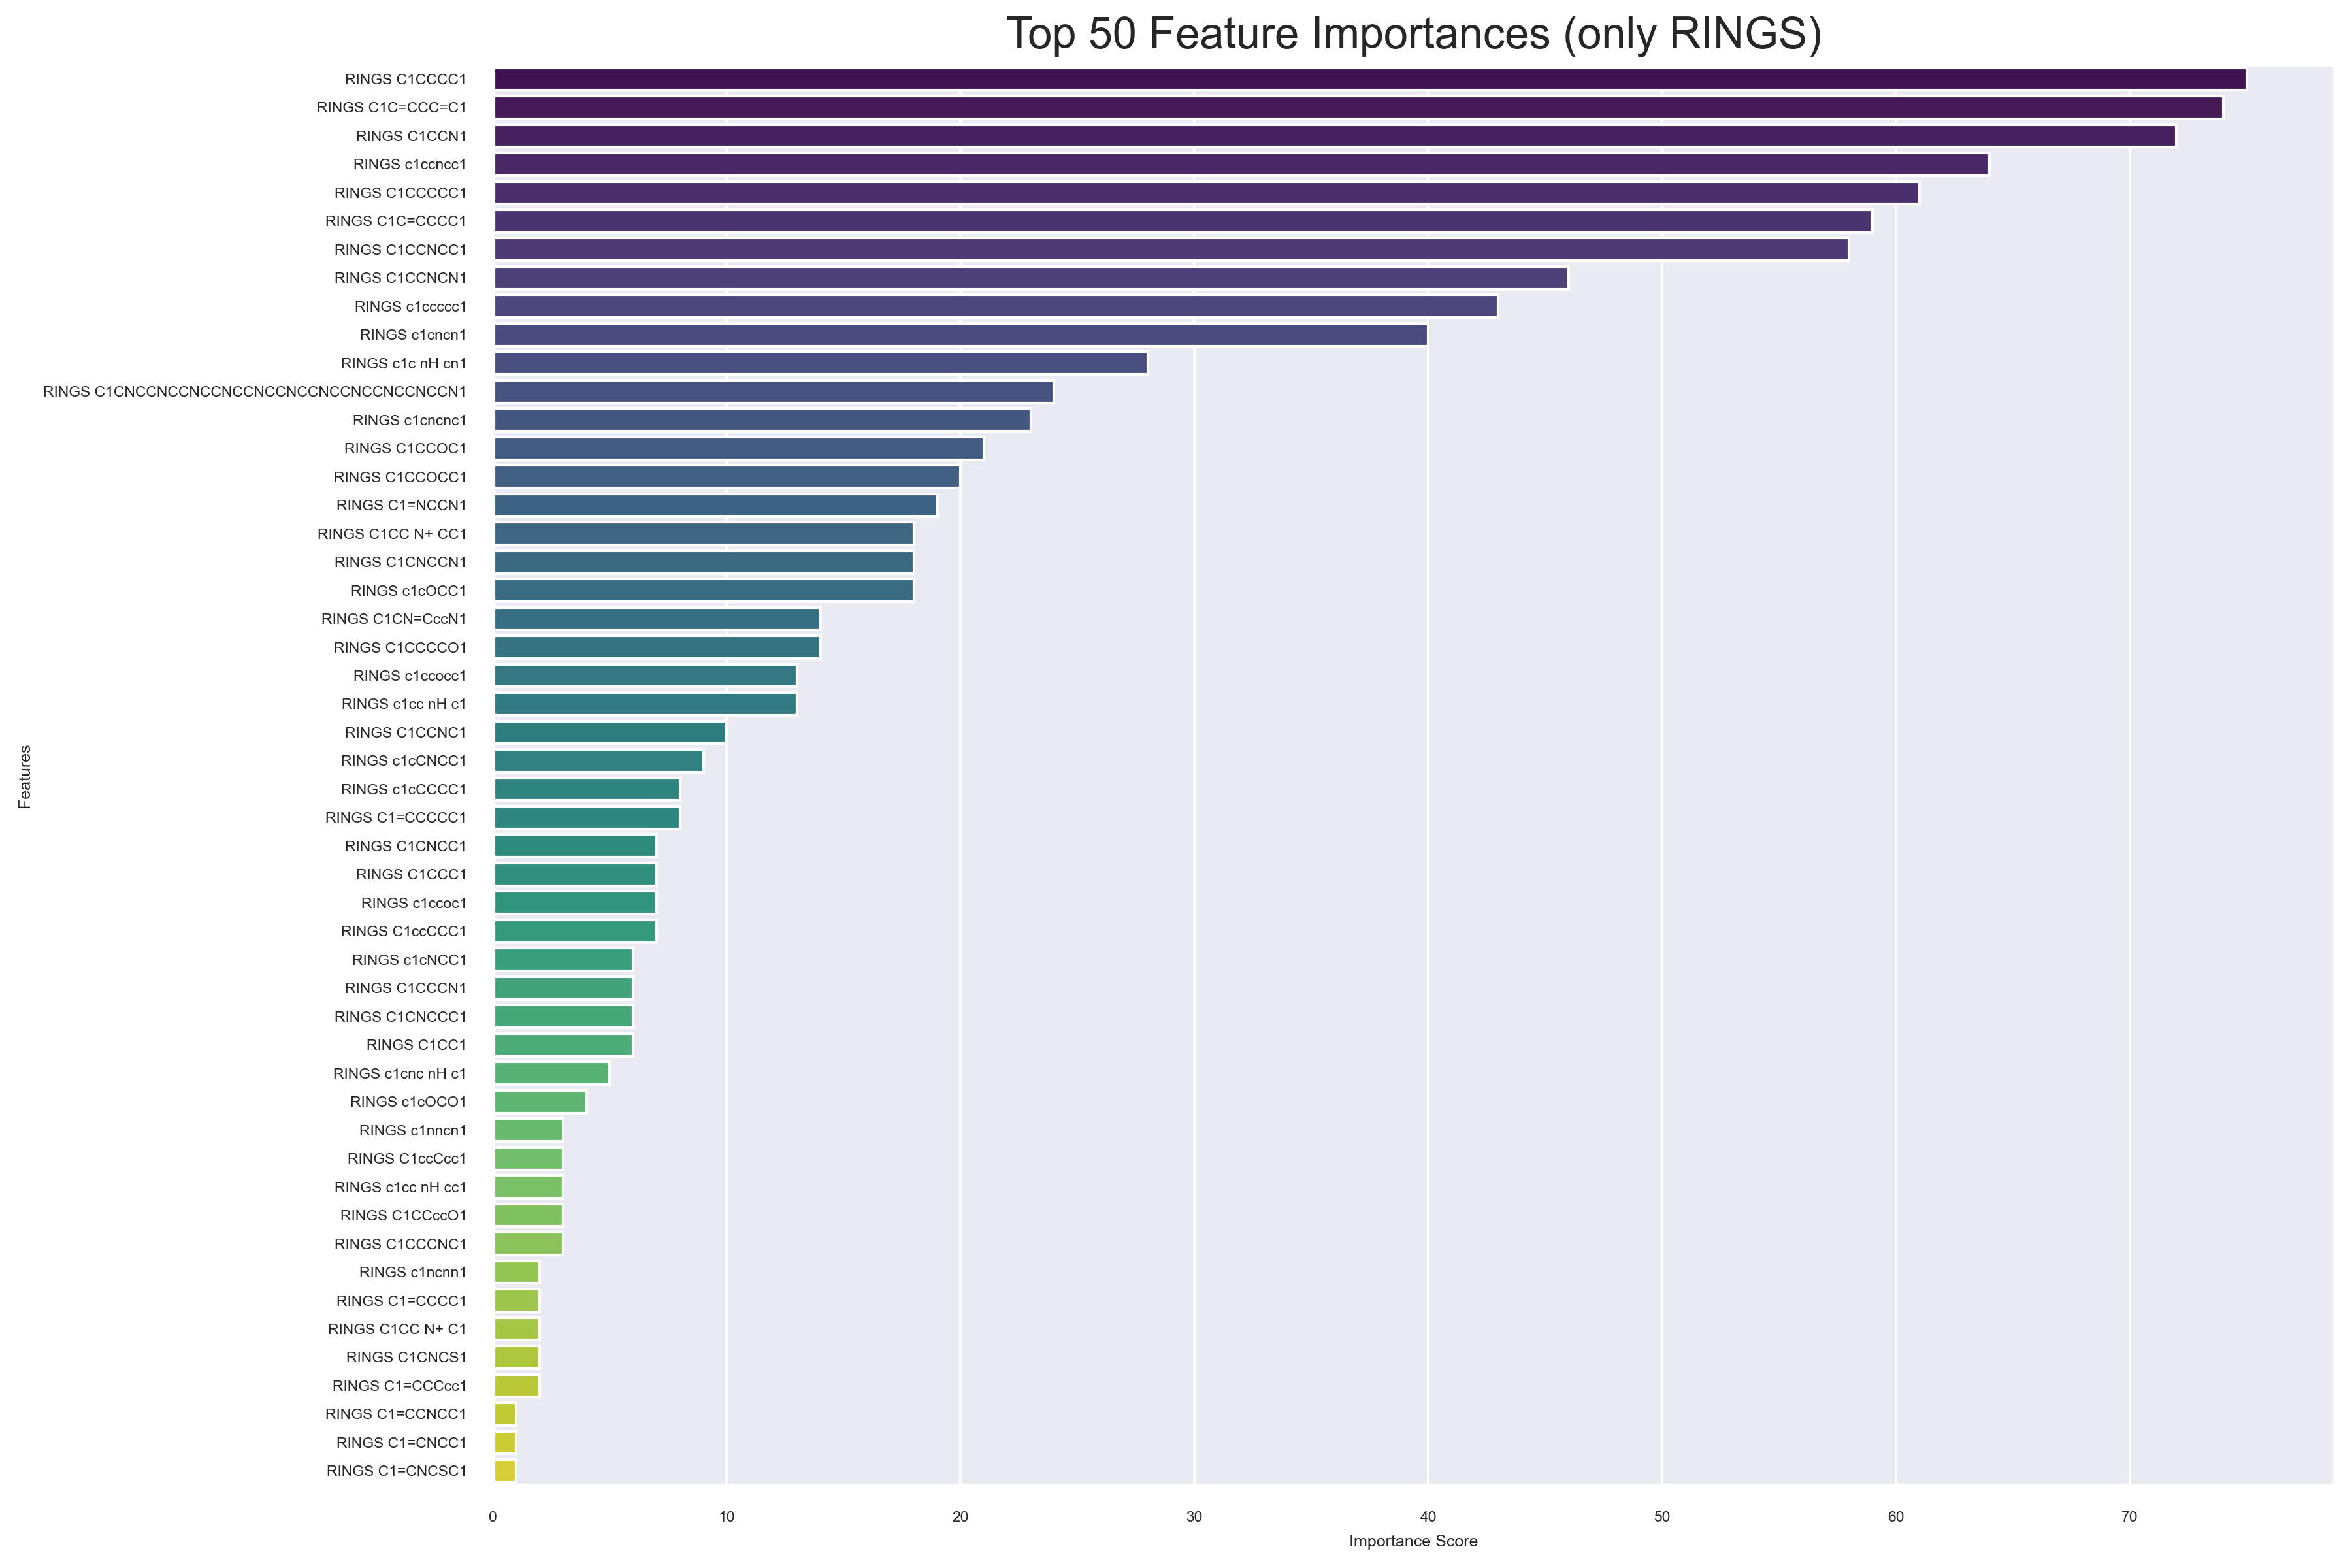 Top 50 Feature Importances (only RINGS)
RINGS C1CCCC1
RINGS C1C=CCC=C1
RINGS C1CCN1
RINGS c1ccncc1
RINGS C1CCCCC1
RINGS C1C=CCCC1
RINGS C1CCNCC1
RINGS C1CCNCN1
RINGS c1ccccc1
RINGS c1cncn1
RINGS c1c nH cn1
RINGS C1CNCCNCCNCCNCCNCCNCCNCCNCCNCCNCCN1
RINGS c1cncnc1
RINGS C1CCOC1
RINGS C1CCOCC1
RINGS C1=NCCN1
RINGS C1CC N+ CC1
RINGS C1CNCCN1
RINGS c1cOCC1
RINGS C1CN=CccN1
RINGS C1CCCCO1
RINGS c1ccocc1
RINGS c1cc nH c1
RINGS C1CCNC1
RINGS c1cCNCC1
RINGS c1cCCCC1
RINGS C1=CCCCC1
RINGS C1CNCC1
RINGS C1CCC1
RINGS c1ccoc1
RINGS C1ccCCC1
RINGS c1cNCC1
RINGS C1CCCN1
RINGS C1CNCCC1
RINGS C1CC1
RINGS c1cnc nH c1
RINGS c1cOCO1
RINGS c1nncn1
RINGS C1ccCcc1
RINGS c1cc nH cc1
RINGS C1CCccO1
RINGS C1CCCNC1
RINGS c1ncnn1
RINGS C1=CCCC1
RINGS C1CC N+ C1
RINGS C1CNCS1
RINGS C1=CCCcc1
RINGS C1=CCNCC1
RINGS C1=CNCC1
RINGS C1=CNCSC1
Features
0 10 20 30 40 50 60 70
Importance Score